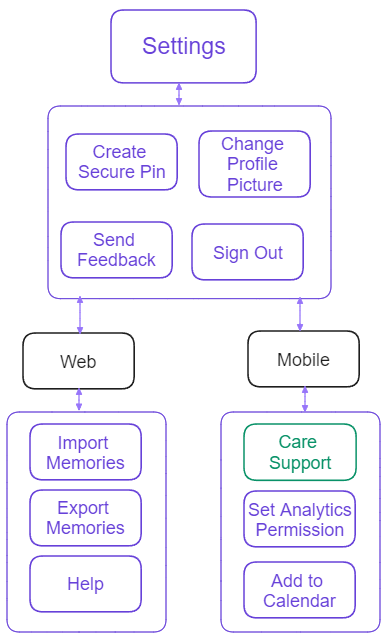 Settings
Create
Secure Pin
Change
Profile
Picture
Send
Feedback
Sign Out
Web
Mobile
Import
Memories
Export
Memories
Help
Care
Support
Set Analytics
Permission
Add to
Calendar